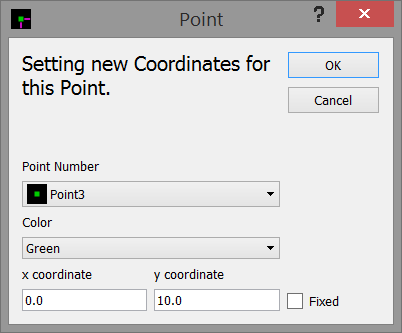 Point
?
Setting new Coordinates for
this Point.
OK
Cancel
Point Number
Point3
Color
Green
x coordinate
y coordinate
0.0
10.0
Fixed